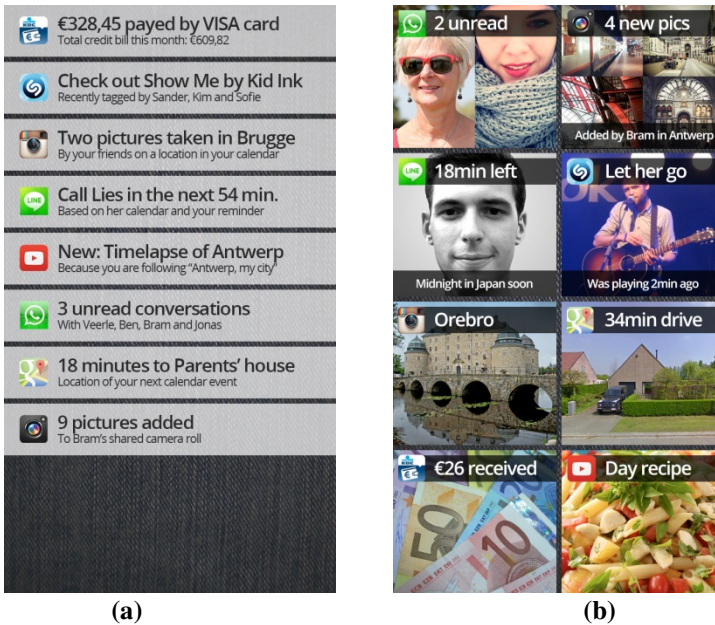 €328,45 payed by VISA card
Total credit bill this month: €609,82
Check out Show Me by Kid Ink
Recently tagged by Sander, Kim and Sofie
Two pictures taken in Brugge
By your friends on a location in your calendar
LINE
Call Lies in the next 54 min.
Based on her calendar and your reminder
New: Timelapse of Antwerp
Because you are following “Antwerp, my city”
3 unread conversations
With Veerle, Ben, Bram and Jonas
18 minutes to Parents’ house
Location of your next calendar event
9 pictures added
To Bram’s shared camera roll
(a)
2 unread
4 new pics
Added by Bram in Antwerp
LINE
18min left
Let her go
Midnight in Japan soon
Was playing 2min ago
Orebro
34min drive
€26 received
Day recipe
50
10
(b)